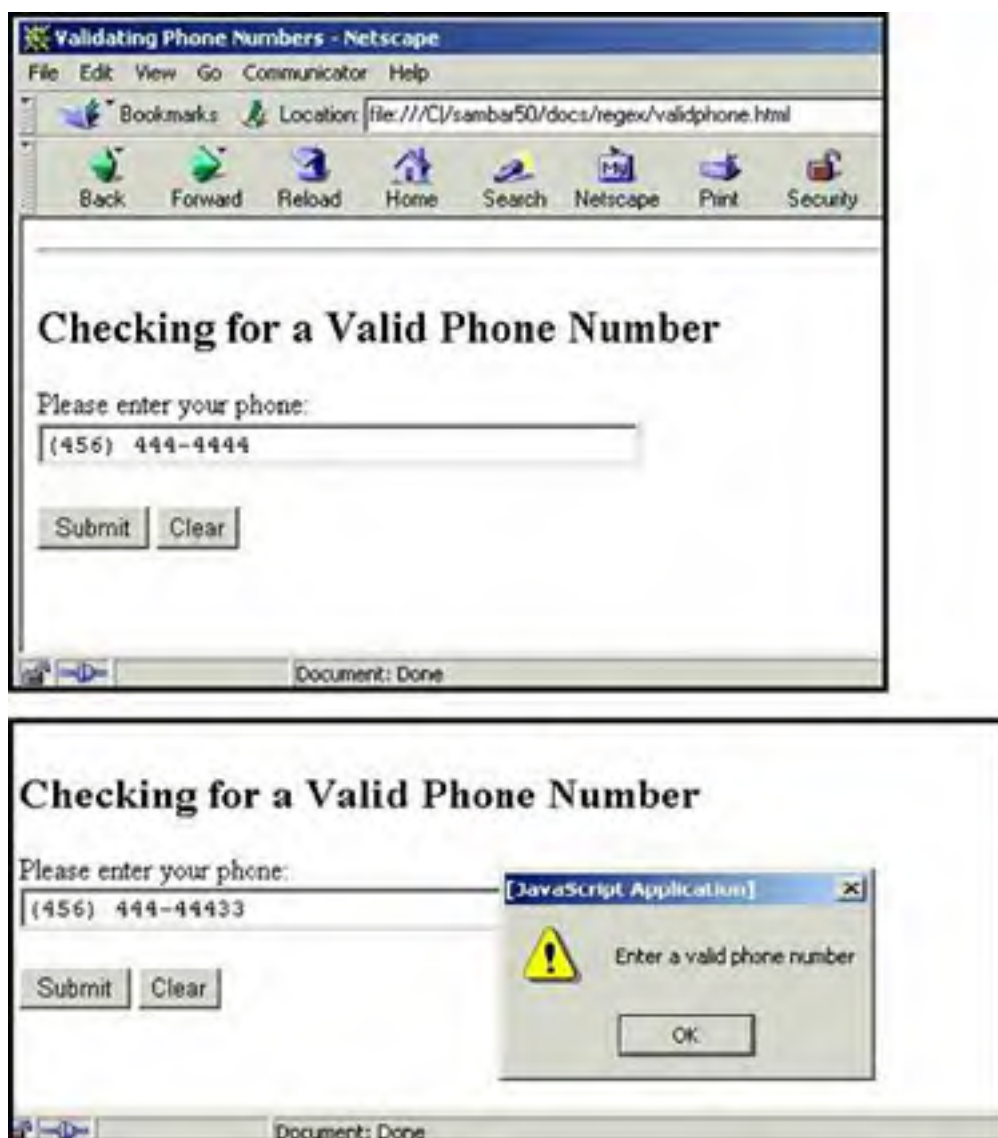 Validating Phone Numbers - Netscape
File Edit View Go Communicator Help
Bookmarks Location: file:///C|/sambar50/docs/regex/validphone.html
Back Forward Reload Home Search Netscape Print Security
Checking for a Valid Phone Number
Please enter your phone:
(456) 444-4444
Submit Clear
Document: Done
Checking for a Valid Phone Number
Please enter your phone:
(456) 444-44433
[JavaScript Application]
Enter a valid phone number
Submit Clear
OK
Document: Done